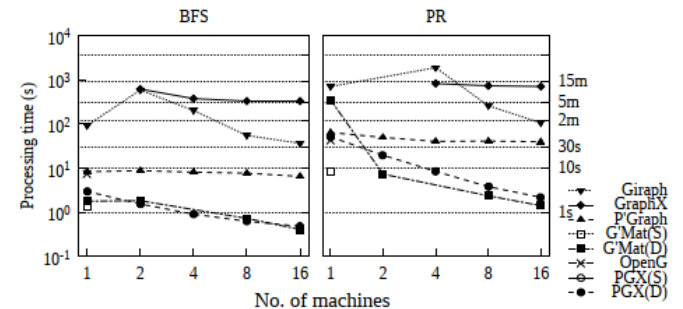 BFS PR
10^4
10^3
10^2
10^1
10^0
10^-1
Processing time (s)
15m
5m
2m
30s
10s
1s
1 2 4 8 16 1 2 4 8 16
No. of machines
Giraph
GraphX
P'Graph
G'Mat(S)
G'Mat(D)
OpenG
PGX(S)
PGX(D)